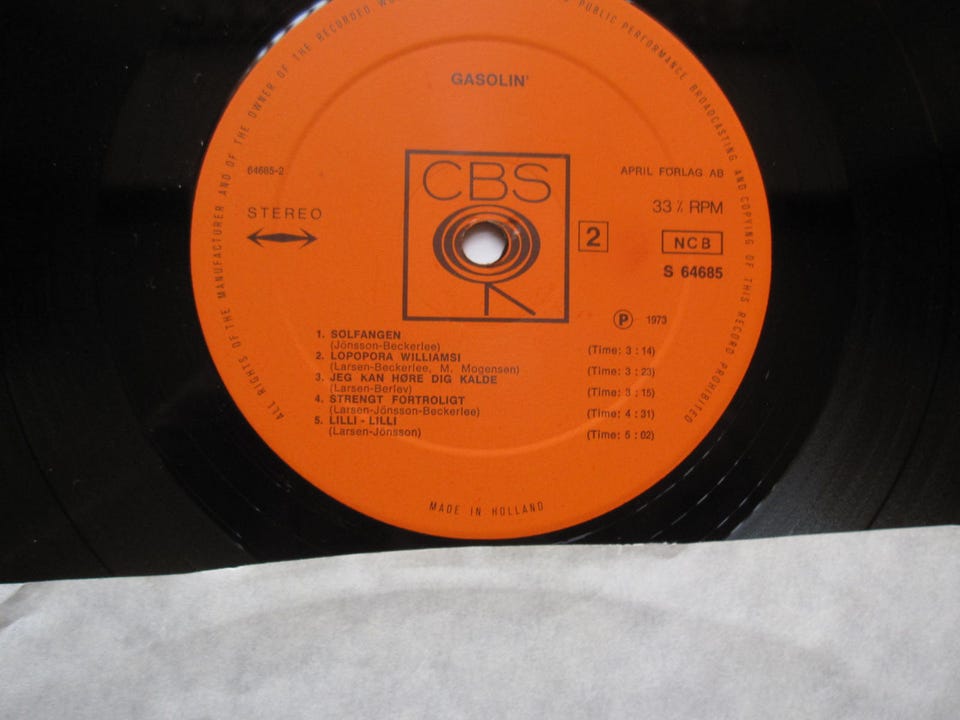 ALL RIGHTS OF THE MANUFACTURER AND OF THE OWNER OF THE RECORDED
PUBLIC PERFORMANCE BROADCASTING AND COPYING OF THIS RECORD PROHIBITED
GASOLIN'
64685-2
APRIL FÖRLAG AB
CBS
STEREO
33⅓ RPM
2
NCB
S 64685
P 1973
1. SOLFANGEN
(Jönsson-Beckerlee) (Time: 3 : 14)
2. LOPOPORA WILLIAMSI
(Larsen-Beckerlee, M. Mogensen) (Time: 3 : 23)
3. JEG KAN HØRE DIG KALDE
(Larsen-Berlev) (Time: 3 : 15)
4. STRENGT FORTROLIGT
(Larsen-Jönsson-Beckerlee) (Time: 4 : 31)
5. LILLI - LILLI
(Larsen-Jönsson) (Time: 5 : 02)
MADE IN HOLLAND